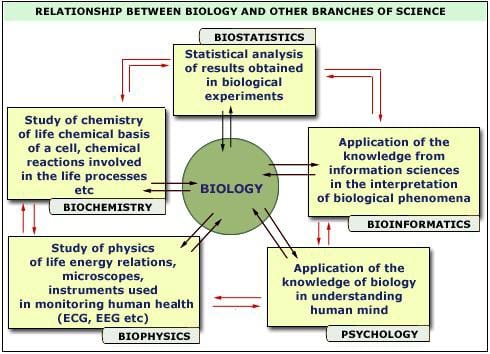 RELATIONSHIP BETWEEN BIOLOGY AND OTHER BRANCHES OF SCIENCE
BIOSTATISTICS
Statistical analysis
of results obtained
in biological
experiments
Study of chemistry
of life chemical basis
of a cell, chemical
reactions involved
in the life processes
etc
BIOCHEMISTRY
BIOLOGY
Application of the
knowledge from
information sciences
in the interpretation
of biological phenomena
BIOINFORMATICS
Study of physics
of life energy relations,
microscopes,
instruments used
in monitoring human health
(ECG, EEG etc)
BIOPHYSICS
Application of the
knowledge of biology
in understanding
human mind
PSYCHOLOGY